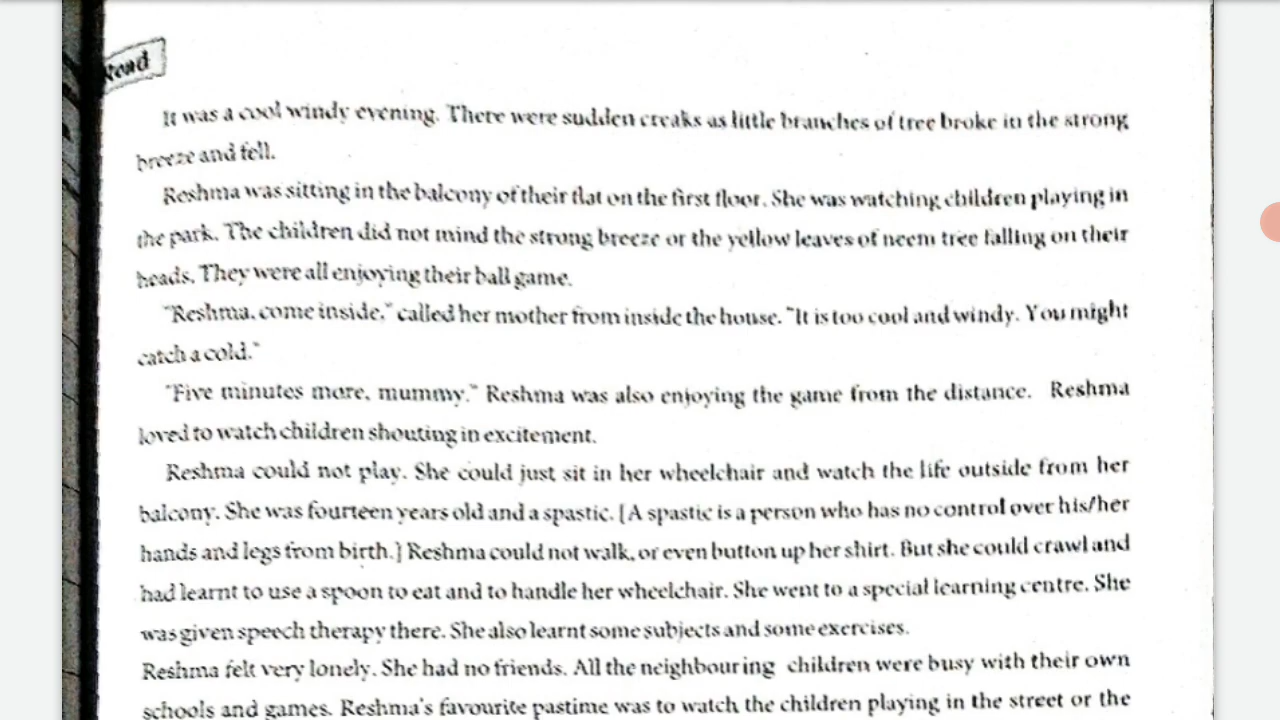 Read
It was a cool windy evening. There were sudden creaks as little branches of tree broke in the strong
breeze and fell.
Reshma was sitting in the balcony of their flat on the first floor. She was watching children playing in
the park. The children did not mind the strong breeze or the yellow leaves of neem tree falling on their
heads. They were all enjoying their ball game.
"Reshma, come inside," called her mother from inside the house. "It is too cool and windy. You might
catch a cold."
"Five minutes more, mummy." Reshma was also enjoying the game from the distance. Reshma
loved to watch children shouting in excitement.
Reshma could not play. She could just sit in her wheelchair and watch the life outside from her
balcony. She was fourteen years old and a spastic. [A spastic is a person who has no control over his/her
hands and legs from birth.] Reshma could not walk, or even button up her shirt. But she could crawl and
had learnt to use a spoon to eat and to handle her wheelchair. She went to a special learning centre. She
was given speech therapy there. She also learnt some subjects and some exercises.
Reshma felt very lonely. She had no friends. All the neighbouring children were busy with their own
schools and games. Reshma's favourite pastime was to watch the children playing in the street or the